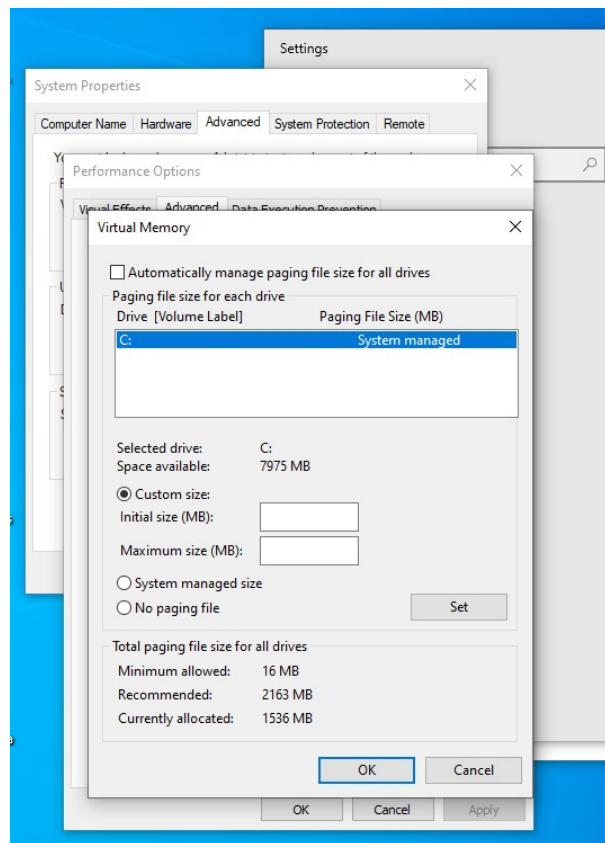 Settings
System Properties
Computer Name Hardware Advanced System Protection Remote
Performance Options
Visual Effects Advanced Data Execution Prevention
Virtual Memory
Automatically manage paging file size for all drives
Paging file size for each drive
Drive [Volume Label] Paging File Size (MB)
C: System managed
Selected drive: C:
Space available: 7975 MB
Custom size:
Initial size (MB):
Maximum size (MB):
System managed size
No paging file
Set
Total paging file size for all drives
Minimum allowed: 16 MB
Recommended: 2163 MB
Currently allocated: 1536 MB
OK Cancel
OK Cancel Apply